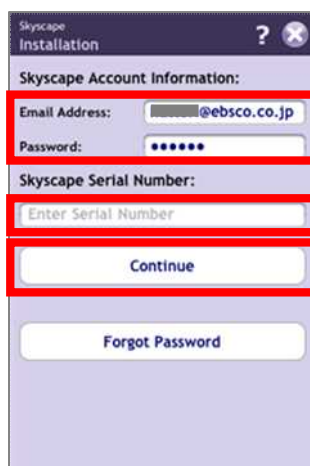 Skyscape
Installation
?
Skyscape Account Information:
Email Address: @ebsco.co.jp
Password: ●●●●●●
Skyscape Serial Number:
Enter Serial Number
Continue
Forgot Password